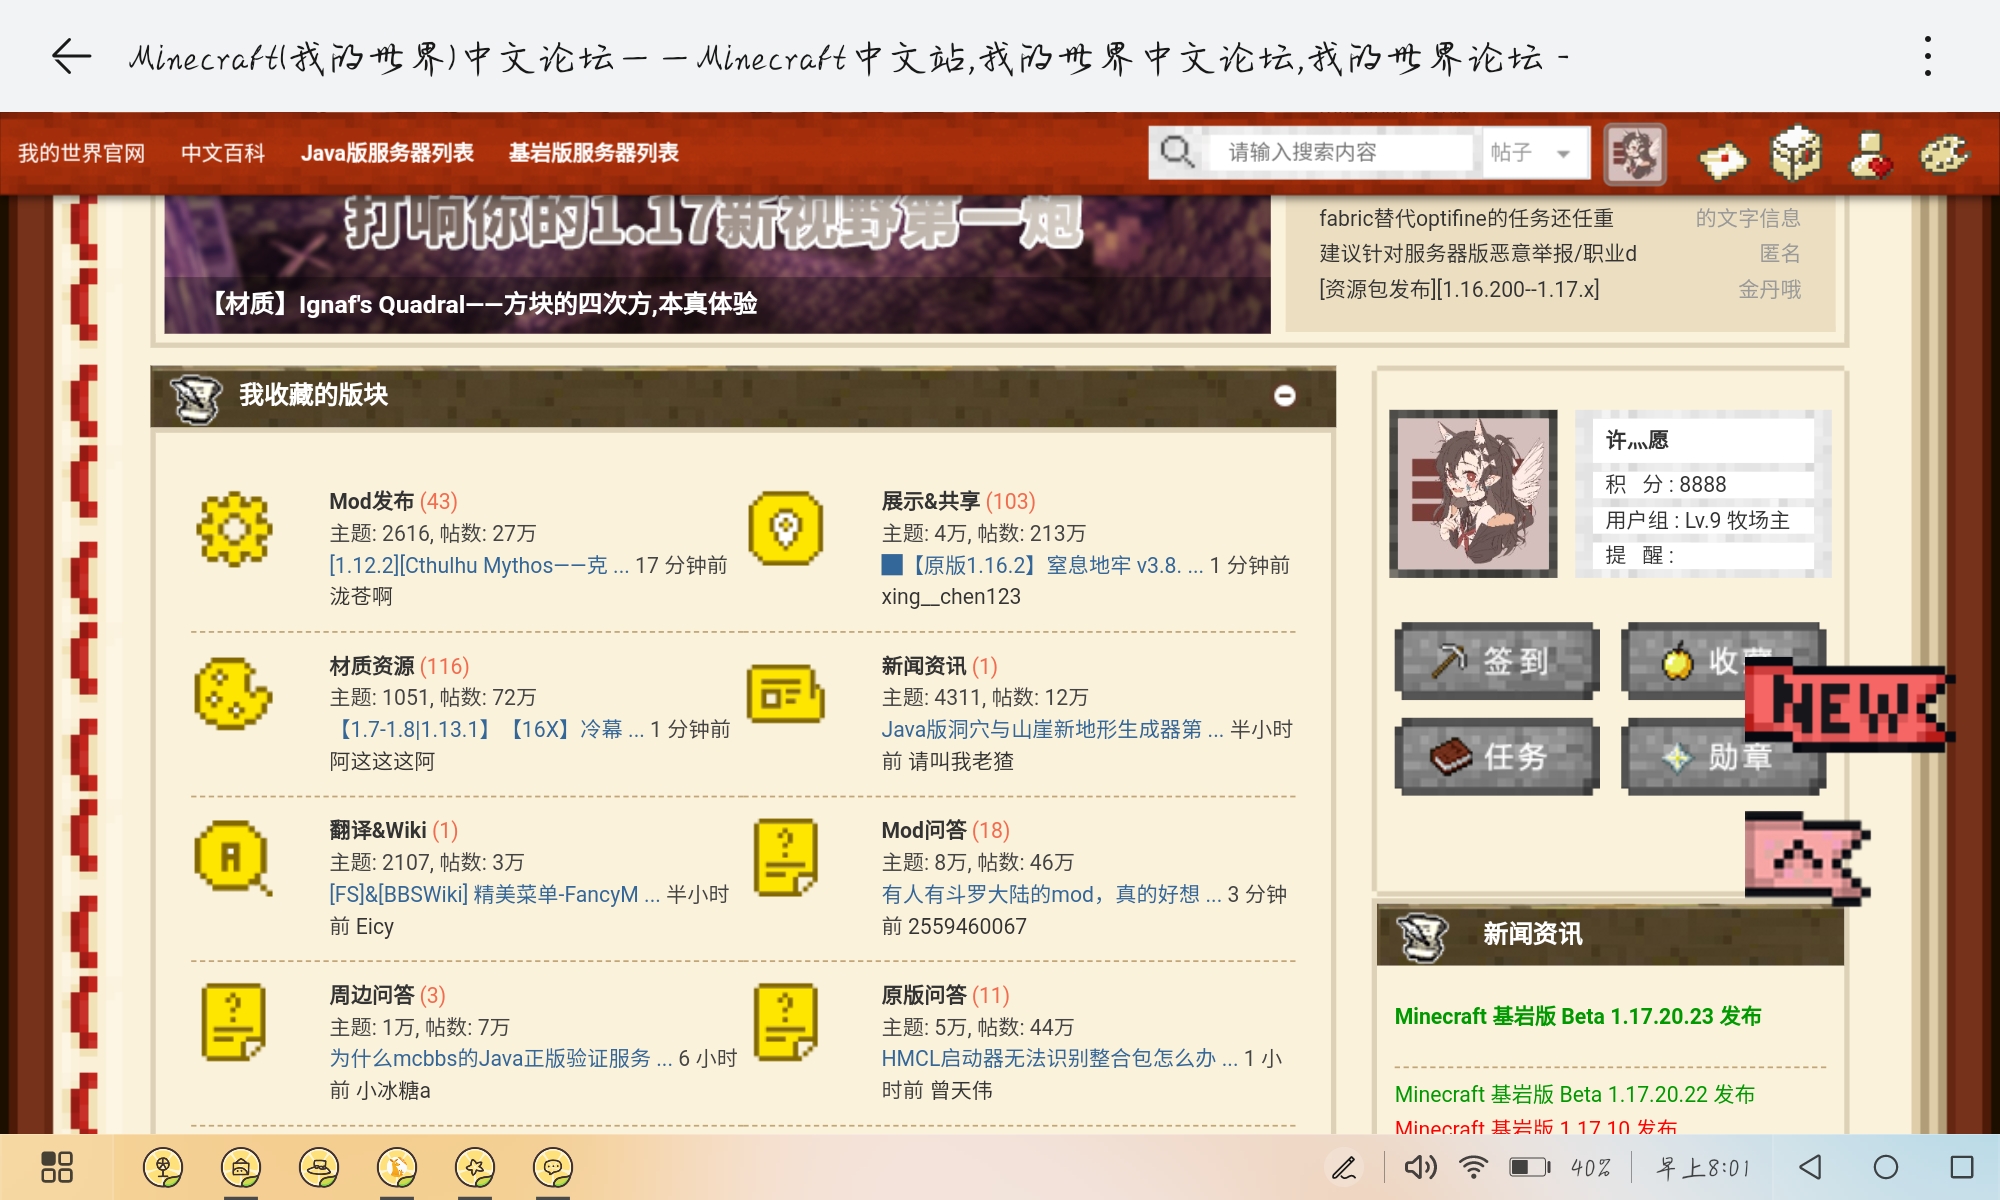 Minecraft(我的世界)中文论坛——Minecraft中文站,我的世界中文论坛,我的世界论坛 -
我的世界官网 中文百科 Java版服务器列表 基岩版服务器列表 请输入搜索内容 帖子
打响你的1.17新视野第一炮
【材质】Ignaf's Quadral——方块的四次方,本真体验
fabric替代optifine的任务还任重 的文字信息
建议针对服务器版恶意举报/职业d 匿名
[资源包发布][1.16.200--1.17.x] 金丹哦
我收藏的版块
Mod发布 (43)
主题: 2616, 帖数: 27万
[1.12.2][Cthulhu Mythos——克 ... 17 分钟前
泷苍啊
展示&共享 (103)
主题: 4万, 帖数: 213万
【原版1.16.2】窒息地牢 v3.8. ... 1 分钟前
xing__chen123
材质资源 (116)
主题: 1051, 帖数: 72万
【1.7-1.8|1.13.1】【16X】冷幕 ... 1 分钟前
阿这这这阿
新闻资讯 (1)
主题: 4311, 帖数: 12万
Java版洞穴与山崖新地形生成器第 ... 半小时
前 请叫我老猹
翻译&Wiki (1)
主题: 2107, 帖数: 3万
[FS]&[BBSWiki] 精美菜单-FancyM ... 半小时
前 Eicy
Mod问答 (18)
主题: 8万, 帖数: 46万
有人有斗罗大陆的mod，真的好想 ... 3 分钟
前 2559460067
周边问答 (3)
主题: 1万, 帖数: 7万
为什么mcbbs的Java正版验证服务 ... 6 小时
前 小冰糖a
原版问答 (11)
主题: 5万, 帖数: 44万
HMCL启动器无法识别整合包怎么办 ... 1 小
时前 曾天伟
许灬愿
积 分 : 8888
用户组 : Lv.9 牧场主
提 醒 :
签到 收藏
NEW
任务 勋章
新闻资讯
Minecraft 基岩版 Beta 1.17.20.23 发布
Minecraft 基岩版 Beta 1.17.20.22 发布
Minecraft 基岩版 1.17.10 发布
40% 早上8:01